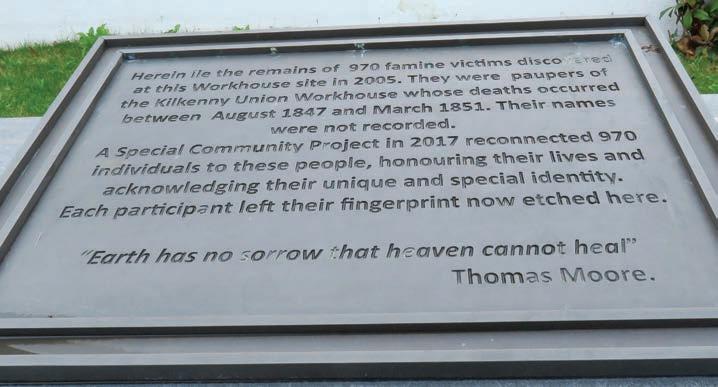 Herein lie the remains of 970 famine victims discovered
at this Workhouse site in 2005. They were paupers of
the Kilkenny Union Workhouse whose deaths occurred
between August 1847 and March 1851. Their names
were not recorded.
A Special Community Project in 2017 reconnected 970
individuals to these people, honouring their lives and
acknowledging their unique and special identity.
Each participant left their fingerprint now etched here.
"Earth has no sorrow that heaven cannot heal"
Thomas Moore.